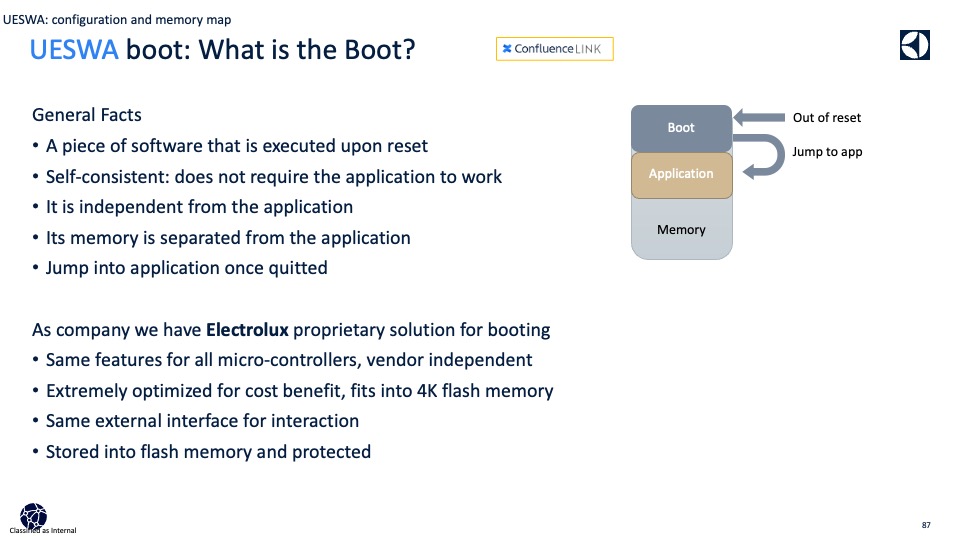 UESWA: configuration and memory map
UESWA boot: What is the Boot?
Confluence LINK
General Facts
• A piece of software that is executed upon reset
• Self-consistent: does not require the application to work
• It is independent from the application
• Its memory is separated from the application
• Jump into application once quitted
Boot
Out of reset
Jump to app
Application
Memory
As company we have Electrolux proprietary solution for booting
• Same features for all micro-controllers, vendor independent
• Extremely optimized for cost benefit, fits into 4K flash memory
• Same external interface for interaction
• Stored into flash memory and protected
Classified as Internal
87